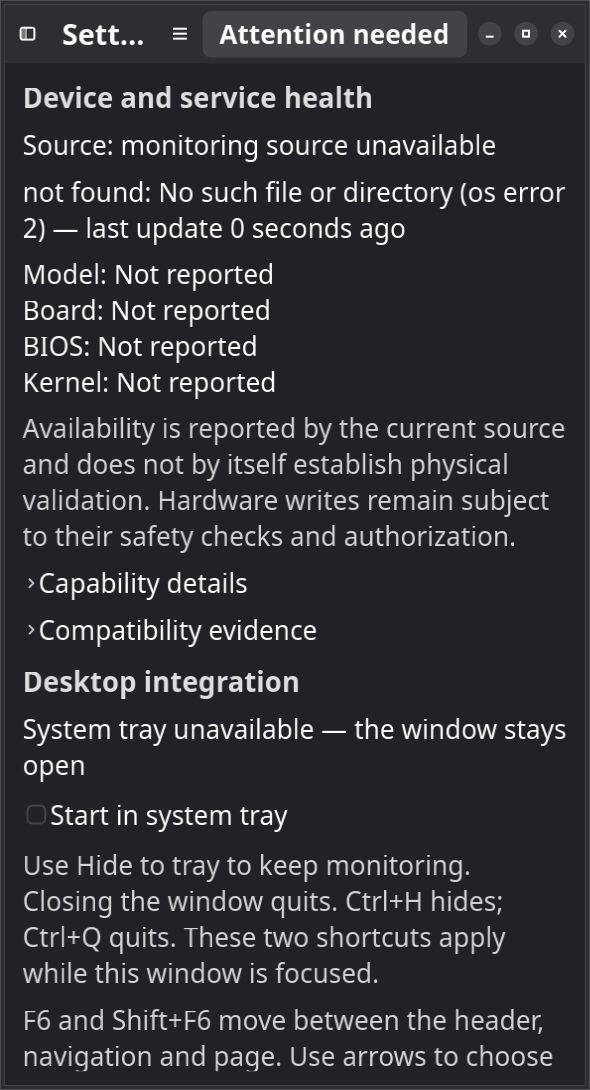 Sett...
Attention needed
Device and service health
Source: monitoring source unavailable
not found: No such file or directory (os error
2) — last update 0 seconds ago
Model: Not reported
Board: Not reported
BIOS: Not reported
Kernel: Not reported
Availability is reported by the current source
and does not by itself establish physical
validation. Hardware writes remain subject
to their safety checks and authorization.
Capability details
Compatibility evidence
Desktop integration
System tray unavailable — the window stays
open
Start in system tray
Use Hide to tray to keep monitoring.
Closing the window quits. Ctrl+H hides;
Ctrl+Q quits. These two shortcuts apply
while this window is focused.
F6 and Shift+F6 move between the header,
navigation and page. Use arrows to choose